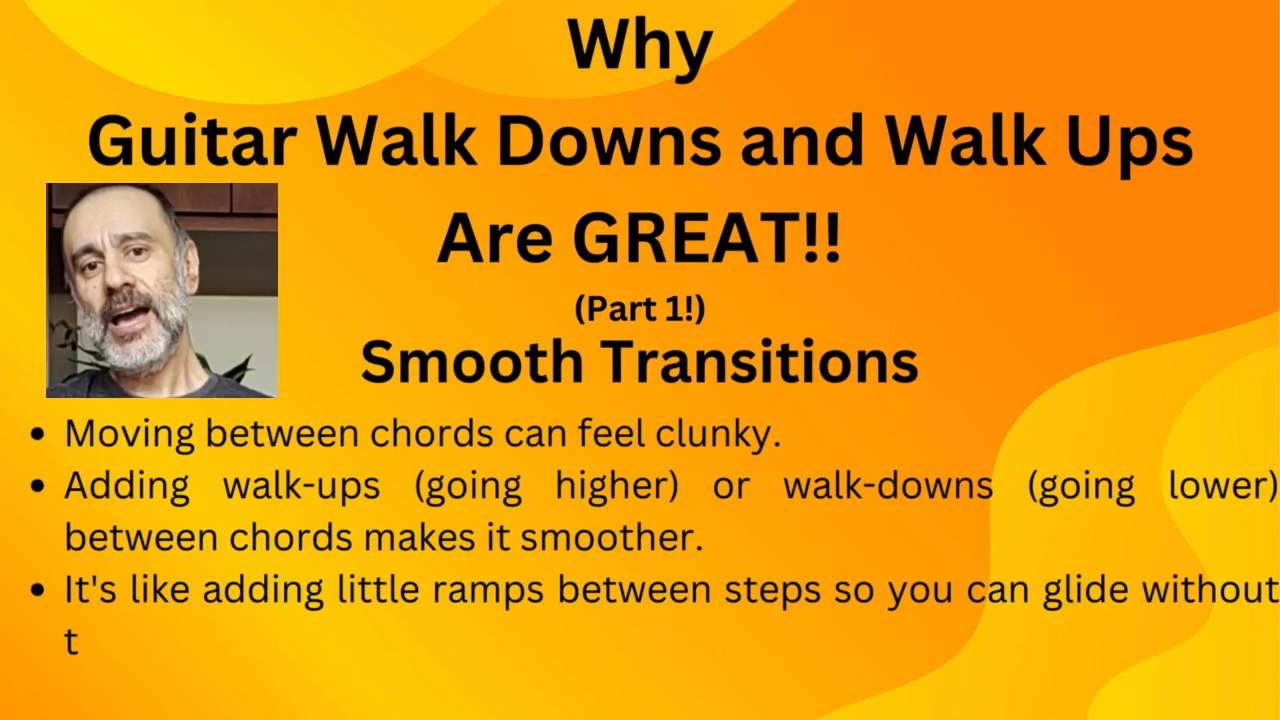 Why
Guitar Walk Downs and Walk Ups
Are GREAT!!
(Part 1!)
Smooth Transitions
• Moving between chords can feel clunky.
• Adding walk-ups (going higher) or walk-downs (going lower)
between chords makes it smoother.
• It's like adding little ramps between steps so you can glide without
t